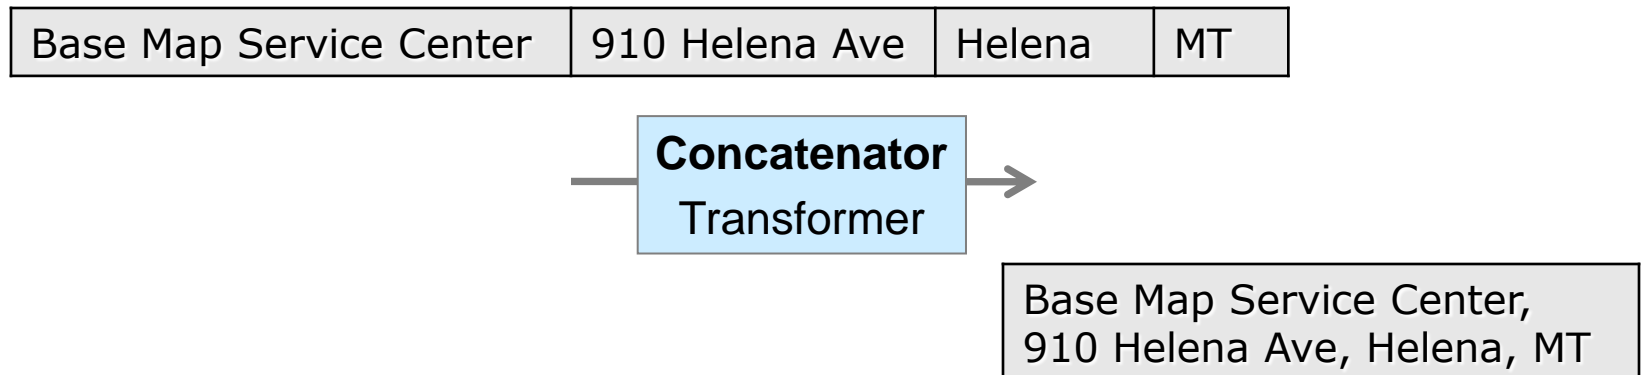 Base Map Service Center 910 Helena Ave Helena MT
Concatenator
Transformer
Base Map Service Center,
910 Helena Ave, Helena, MT